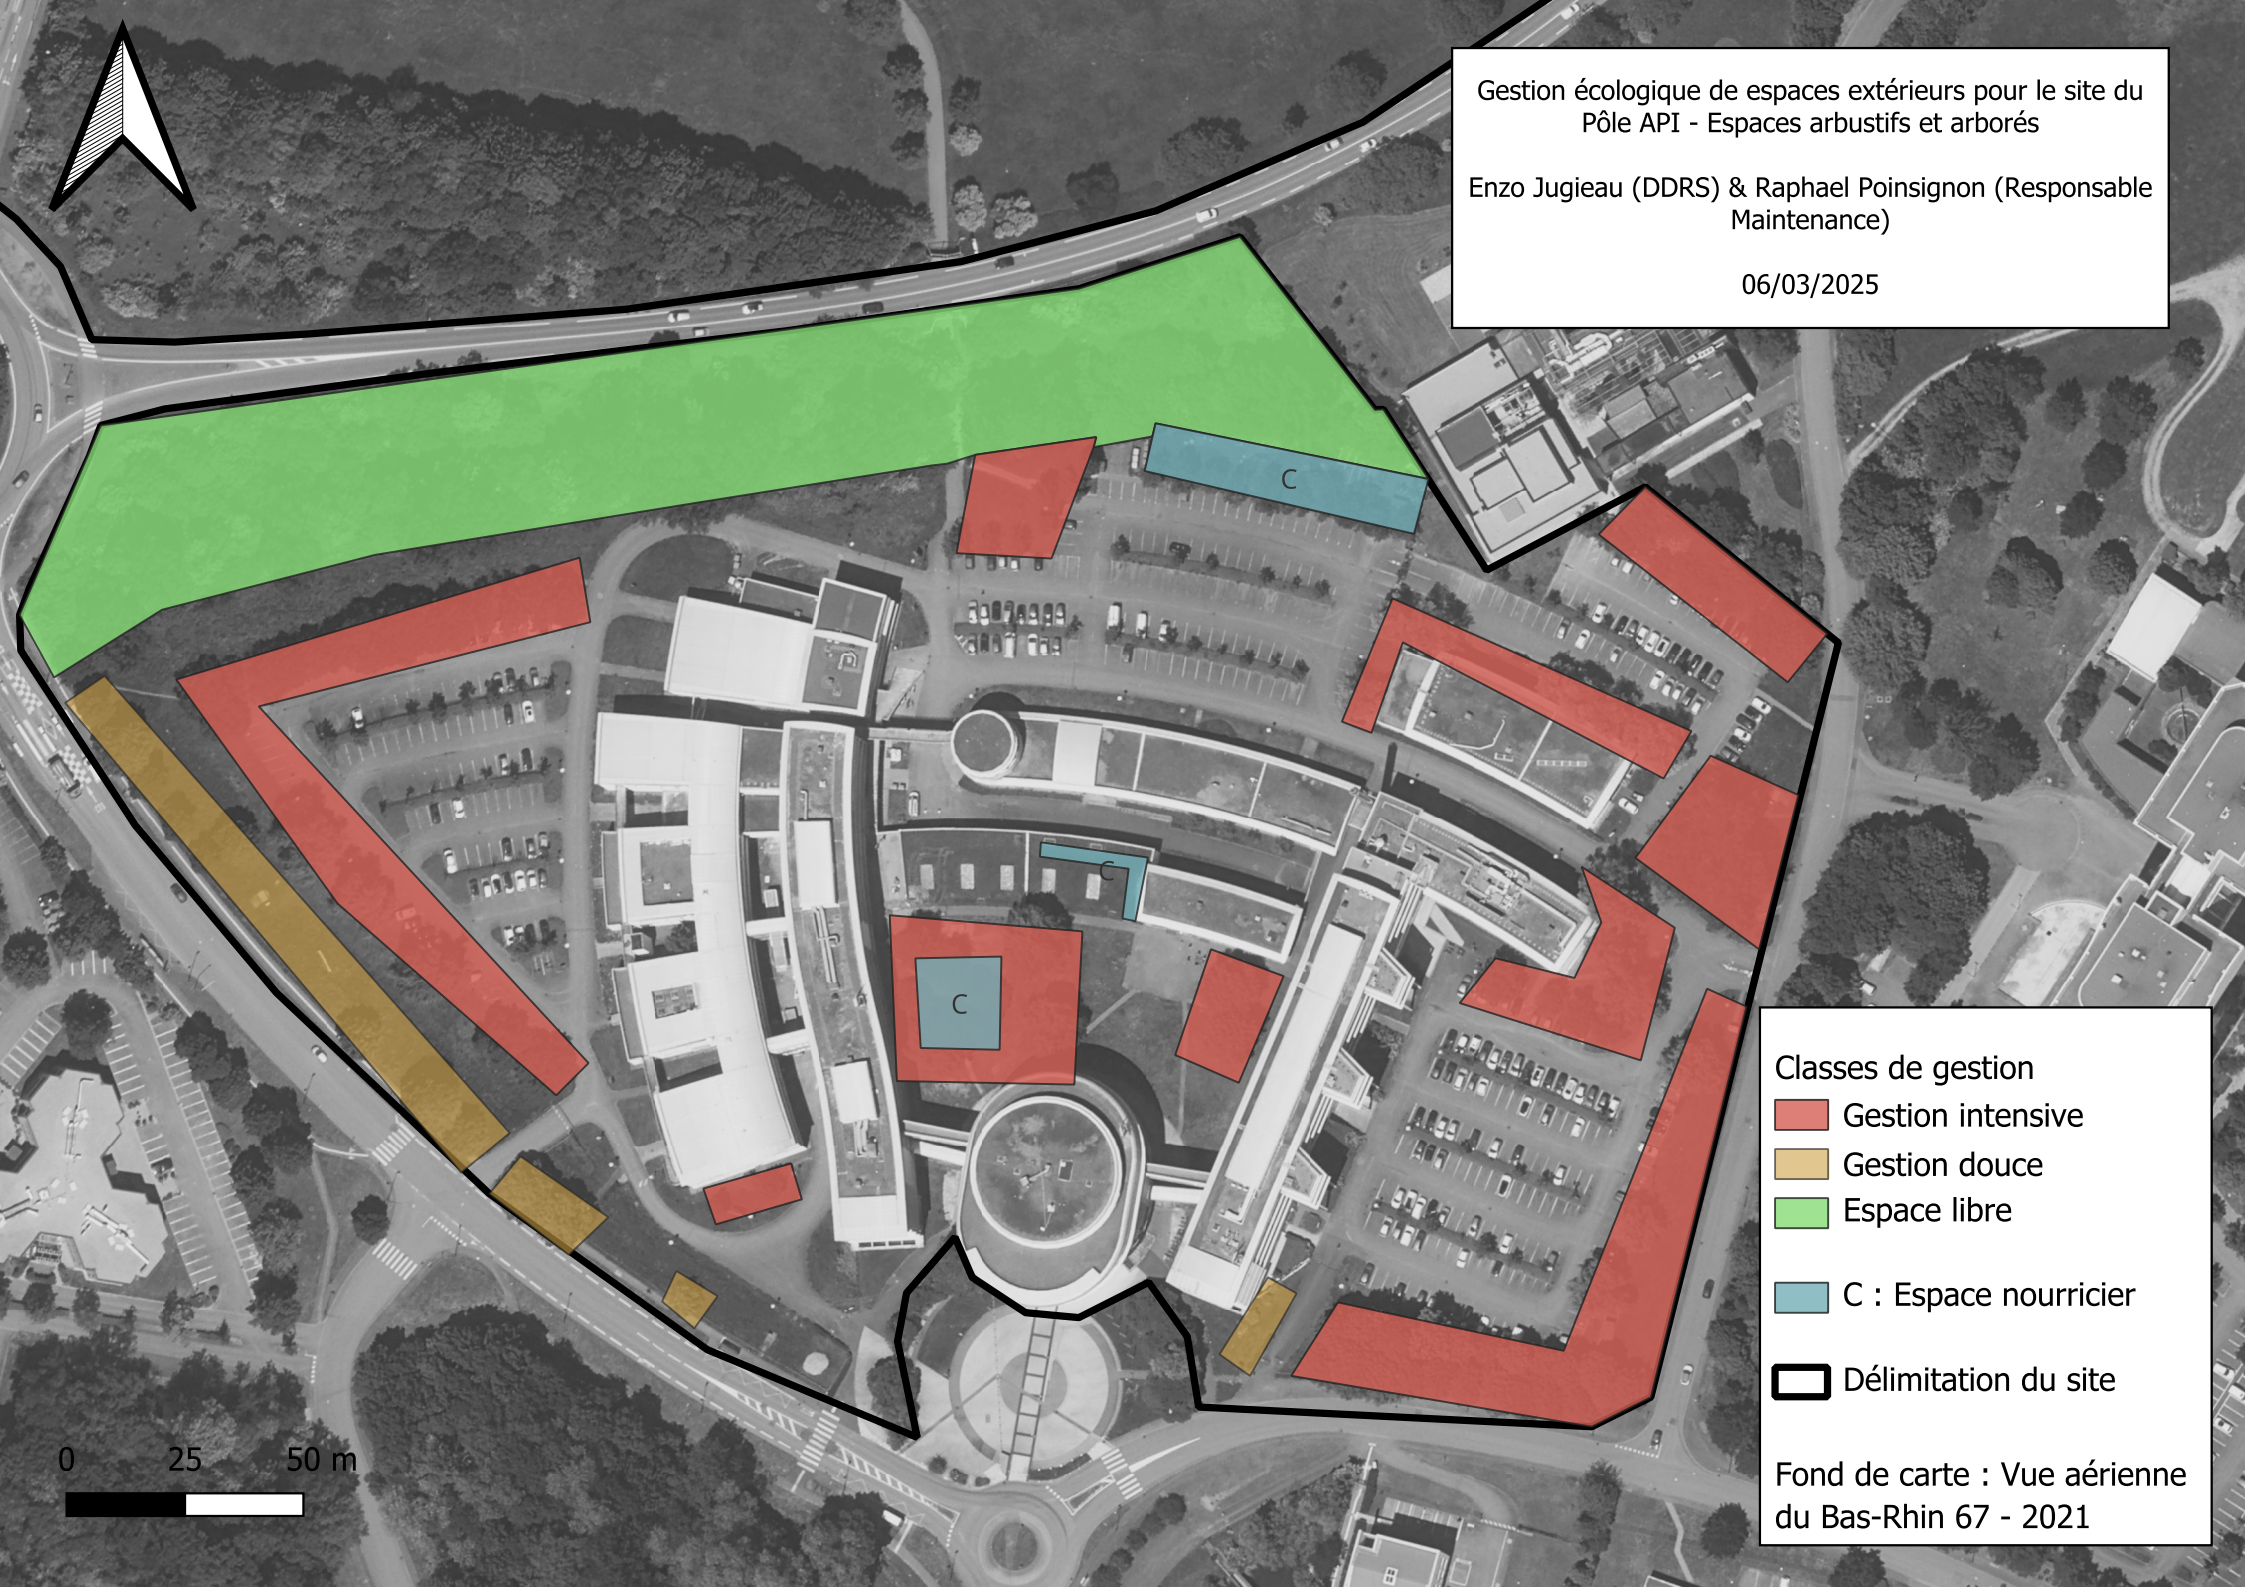 Gestion écologique de espaces extérieurs pour le site du
Pôle API - Espaces arbustifs et arborés
Enzo Jugieau (DDRS) & Raphael Poinsignon (Responsable
Maintenance)
06/03/2025
C
C
C
Classes de gestion
Gestion intensive
Gestion douce
Espace libre
C : Espace nourricier
Délimitation du site
Fond de carte : Vue aérienne
du Bas-Rhin 67 - 2021
0 25 50 m